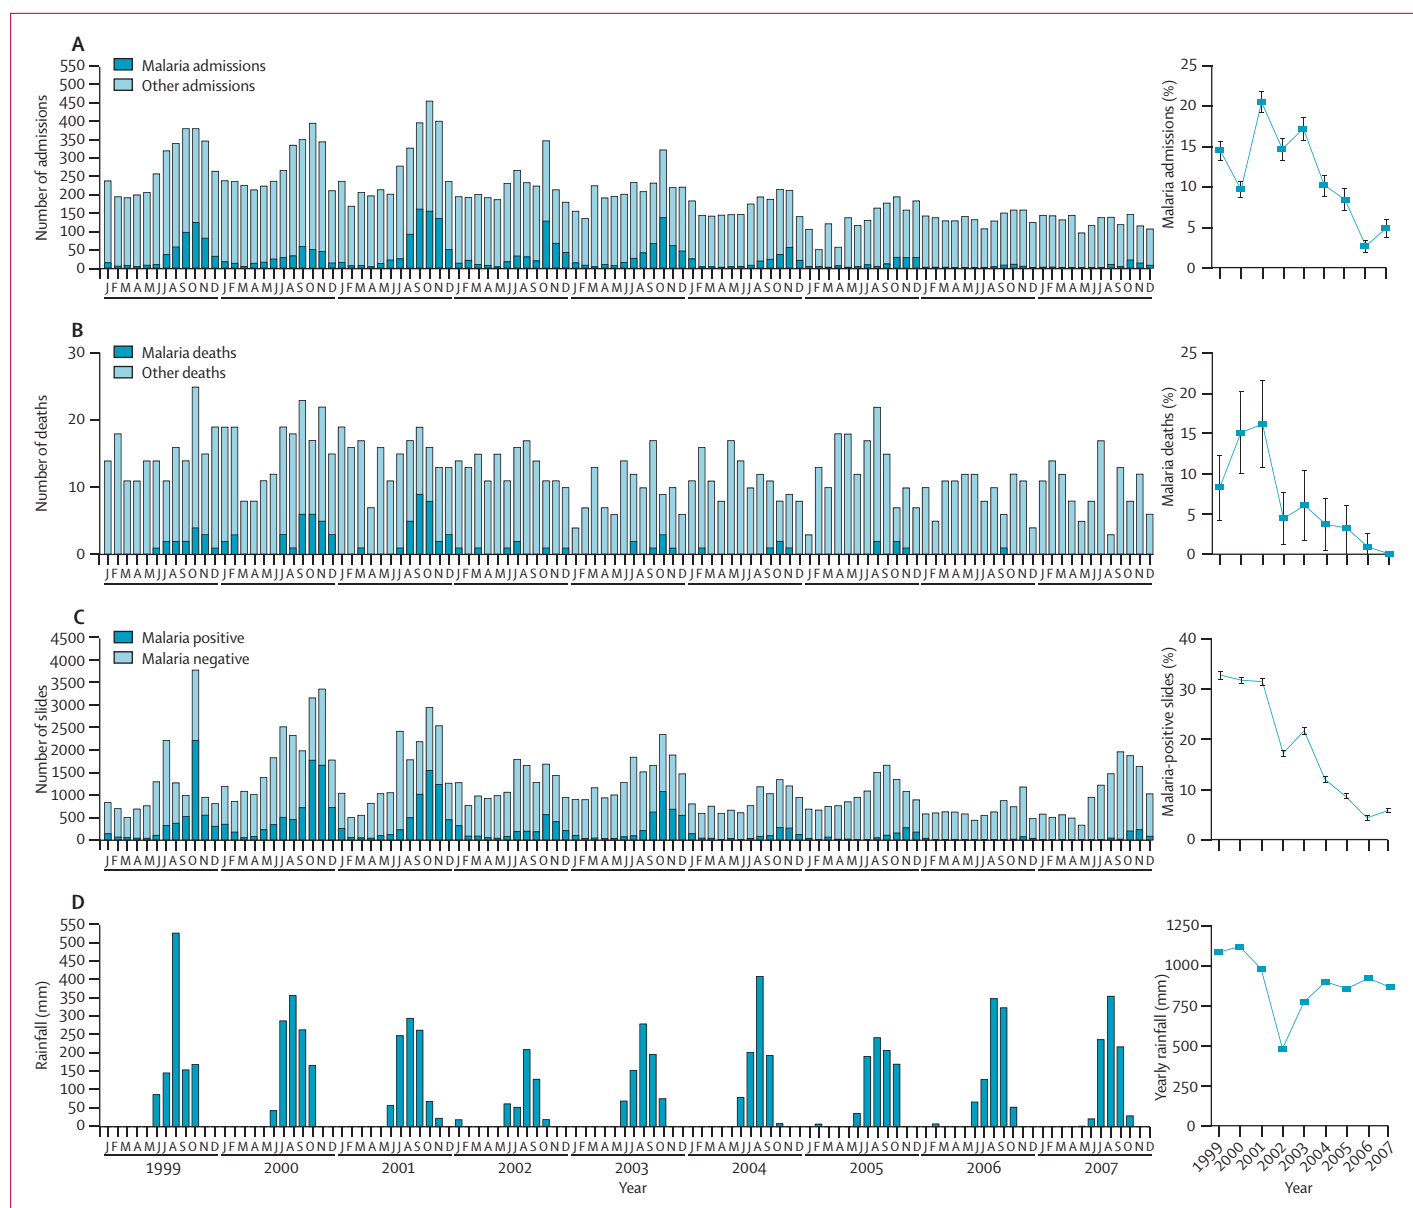 A
Malaria admissions
Other admissions
Number of admissions
550
500
450
400
350
300
250
200
150
100
50
0
J F M A M J J A S O N D J F M A M J J A S O N D J F M A M J J A S O N D J F M A M J J A S O N D J F M A M J J A S O N D J F M A M J J A S O N D J F M A M J J A S O N D J F M A M J J A S O N D J F M A M J J A S O N D
Malaria admissions (%)
25
20
15
10
5
0
B
Malaria deaths
Other deaths
Number of deaths
30
20
10
0
J F M A M J J A S O N D J F M A M J J A S O N D J F M A M J J A S O N D J F M A M J J A S O N D J F M A M J J A S O N D J F M A M J J A S O N D J F M A M J J A S O N D J F M A M J J A S O N D J F M A M J J A S O N D
Malaria deaths (%)
25
20
15
10
5
0
C
Malaria positive
Malaria negative
Number of slides
4500
4000
3500
3000
2500
2000
1500
1000
500
0
J F M A M J J A S O N D J F M A M J J A S O N D J F M A M J J A S O N D J F M A M J J A S O N D J F M A M J J A S O N D J F M A M J J A S O N D J F M A M J J A S O N D J F M A M J J A S O N D J F M A M J J A S O N D
Malaria-positive slides (%)
40
30
20
10
0
D
Rainfall (mm)
550
500
450
400
350
300
250
200
150
100
50
0
J F M A M J J A S O N D J F M A M J J A S O N D J F M A M J J A S O N D J F M A M J J A S O N D J F M A M J J A S O N D J F M A M J J A S O N D J F M A M J J A S O N D J F M A M J J A S O N D J F M A M J J A S O N D
1999 2000 2001 2002 2003 2004 2005 2006 2007
Year
Yearly rainfall (mm)
1250
1000
750
500
250
0
1999 2000 2001 2002 2003 2004 2005 2006 2007
Year